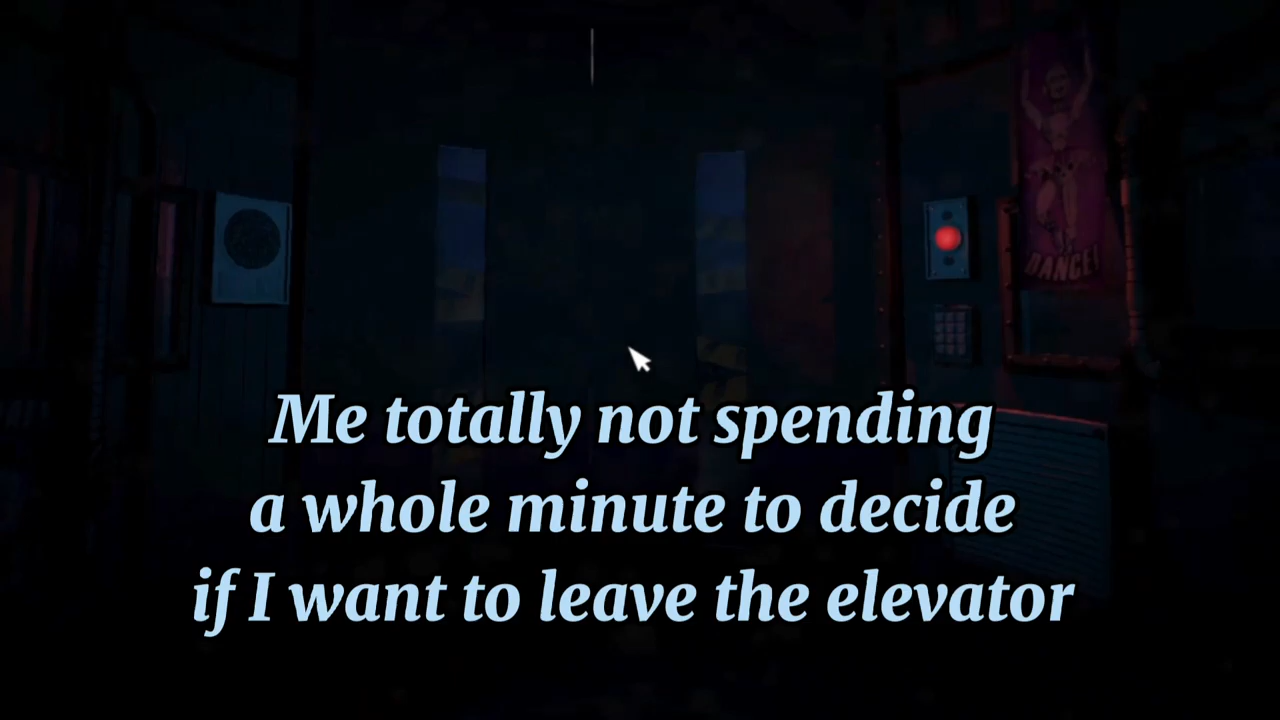 DANCE!
Me totally not spending
a whole minute to decide
if I want to leave the elevator